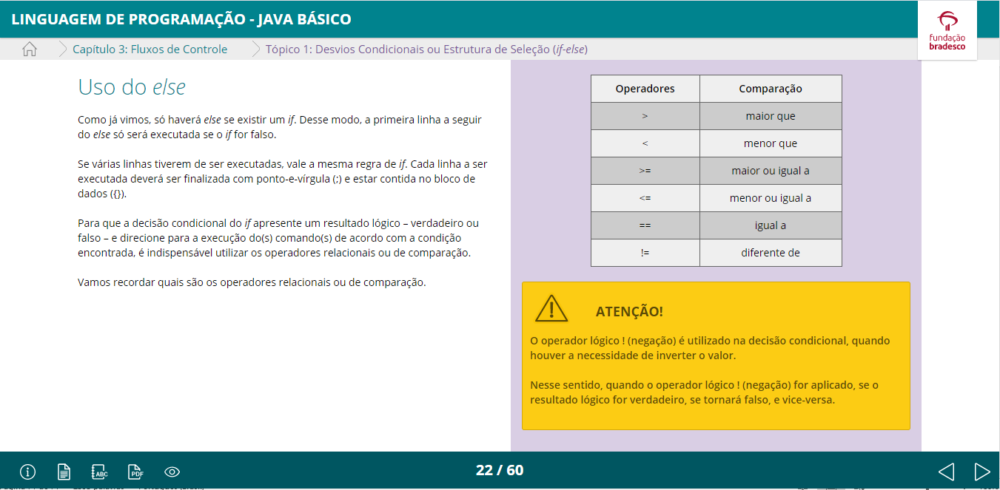 LINGUAGEM DE PROGRAMAÇÃO - JAVA BÁSICO
fundação
bradesco
Capítulo 3: Fluxos de Controle
Tópico 1: Desvios Condicionais ou Estrutura de Seleção (if-else)
Uso do else
Como já vimos, só haverá else se existir um if. Desse modo, a primeira linha a seguir
do else só será executada se o if for falso.
Se várias linhas tiverem de ser executadas, vale a mesma regra de if. Cada linha a ser
executada deverá ser finalizada com ponto-e-vírgula (;) e estar contida no bloco de
dados ({}).
Para que a decisão condicional do if apresente um resultado lógico – verdadeiro ou
falso – e direcione para a execução do(s) comando(s) de acordo com a condição
encontrada, é indispensável utilizar os operadores relacionais ou de comparação.
Vamos recordar quais são os operadores relacionais ou de comparação.
Operadores Comparação
> maior que
< menor que
>= maior ou igual a
<= menor ou igual a
== igual a
!= diferente de
ATENÇÃO!
O operador lógico ! (negação) é utilizado na decisão condicional, quando
houver a necessidade de inverter o valor.
Nesse sentido, quando o operador lógico ! (negação) for aplicado, se o
resultado lógico for verdadeiro, se tornará falso, e vice-versa.
ABC
PDF
22 / 60